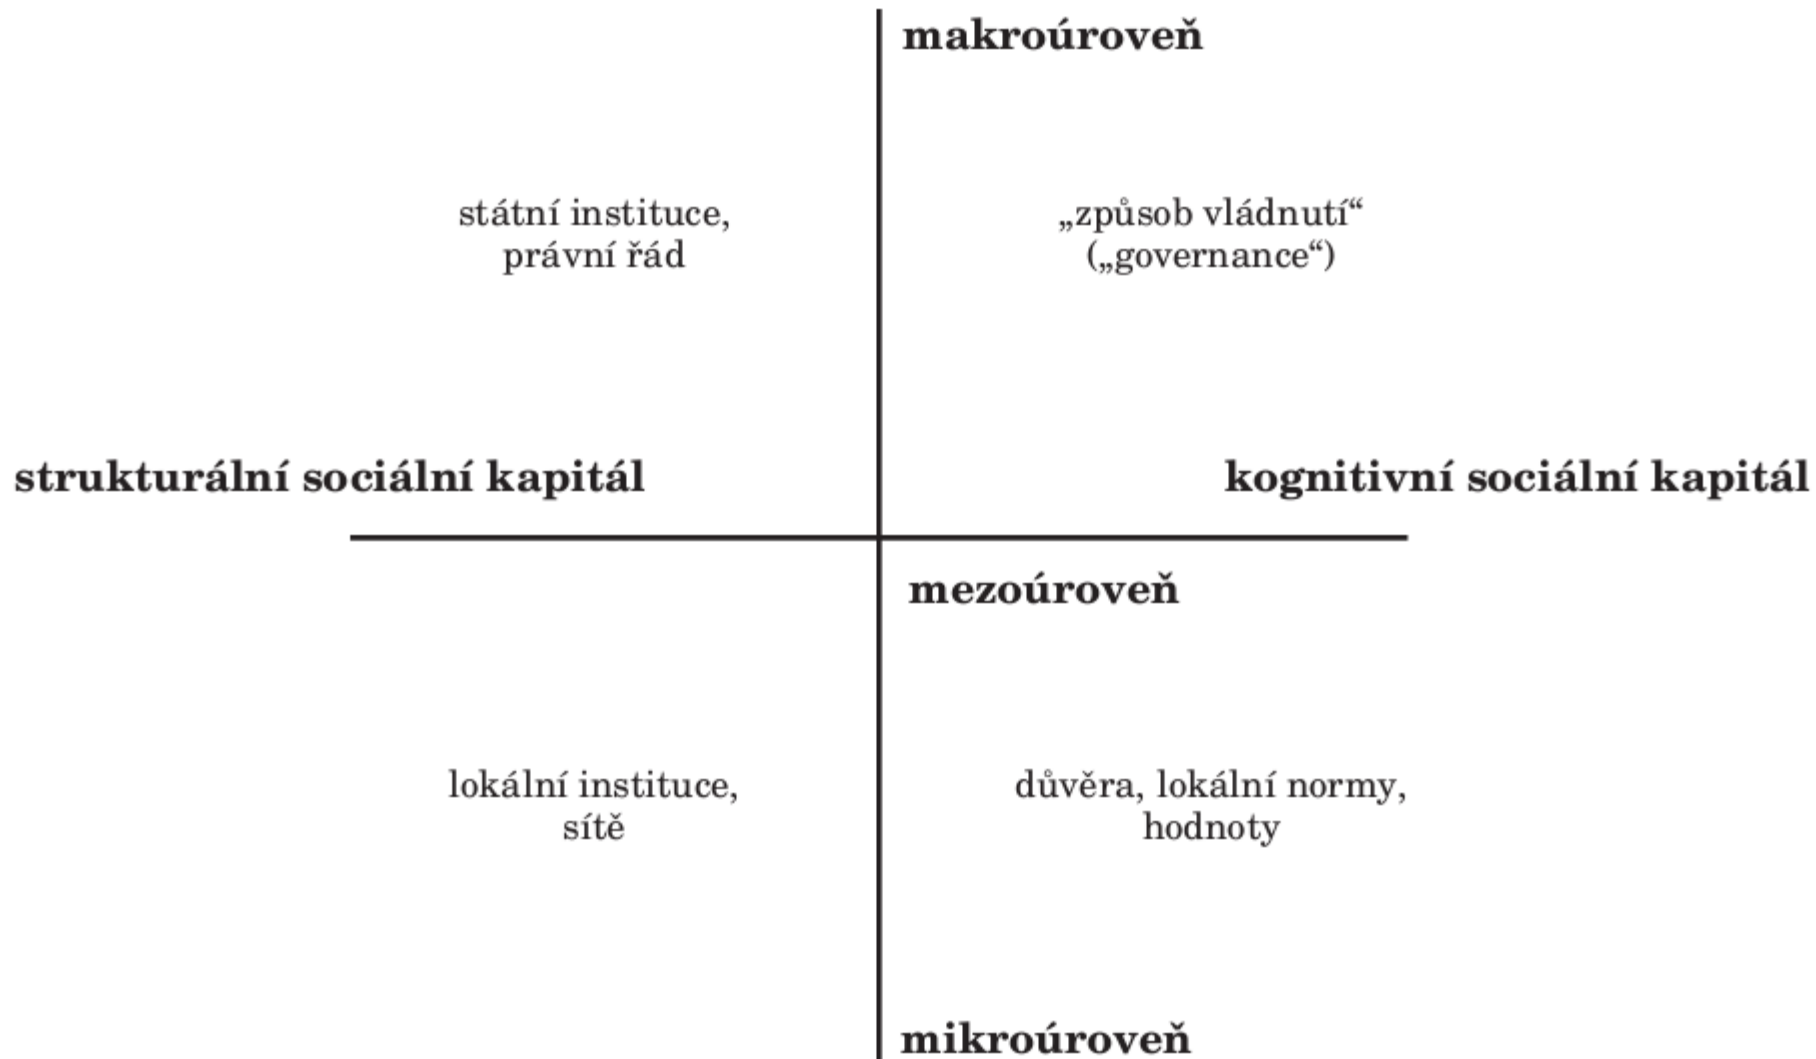 makroúroveň
státní instituce,
právní řád
„způsob vládnutí“
(„governance“)
strukturální sociální kapitál
kognitivní sociální kapitál
mezoúroveň
lokální instituce,
sítě
důvěra, lokální normy,
hodnoty
mikroúroveň